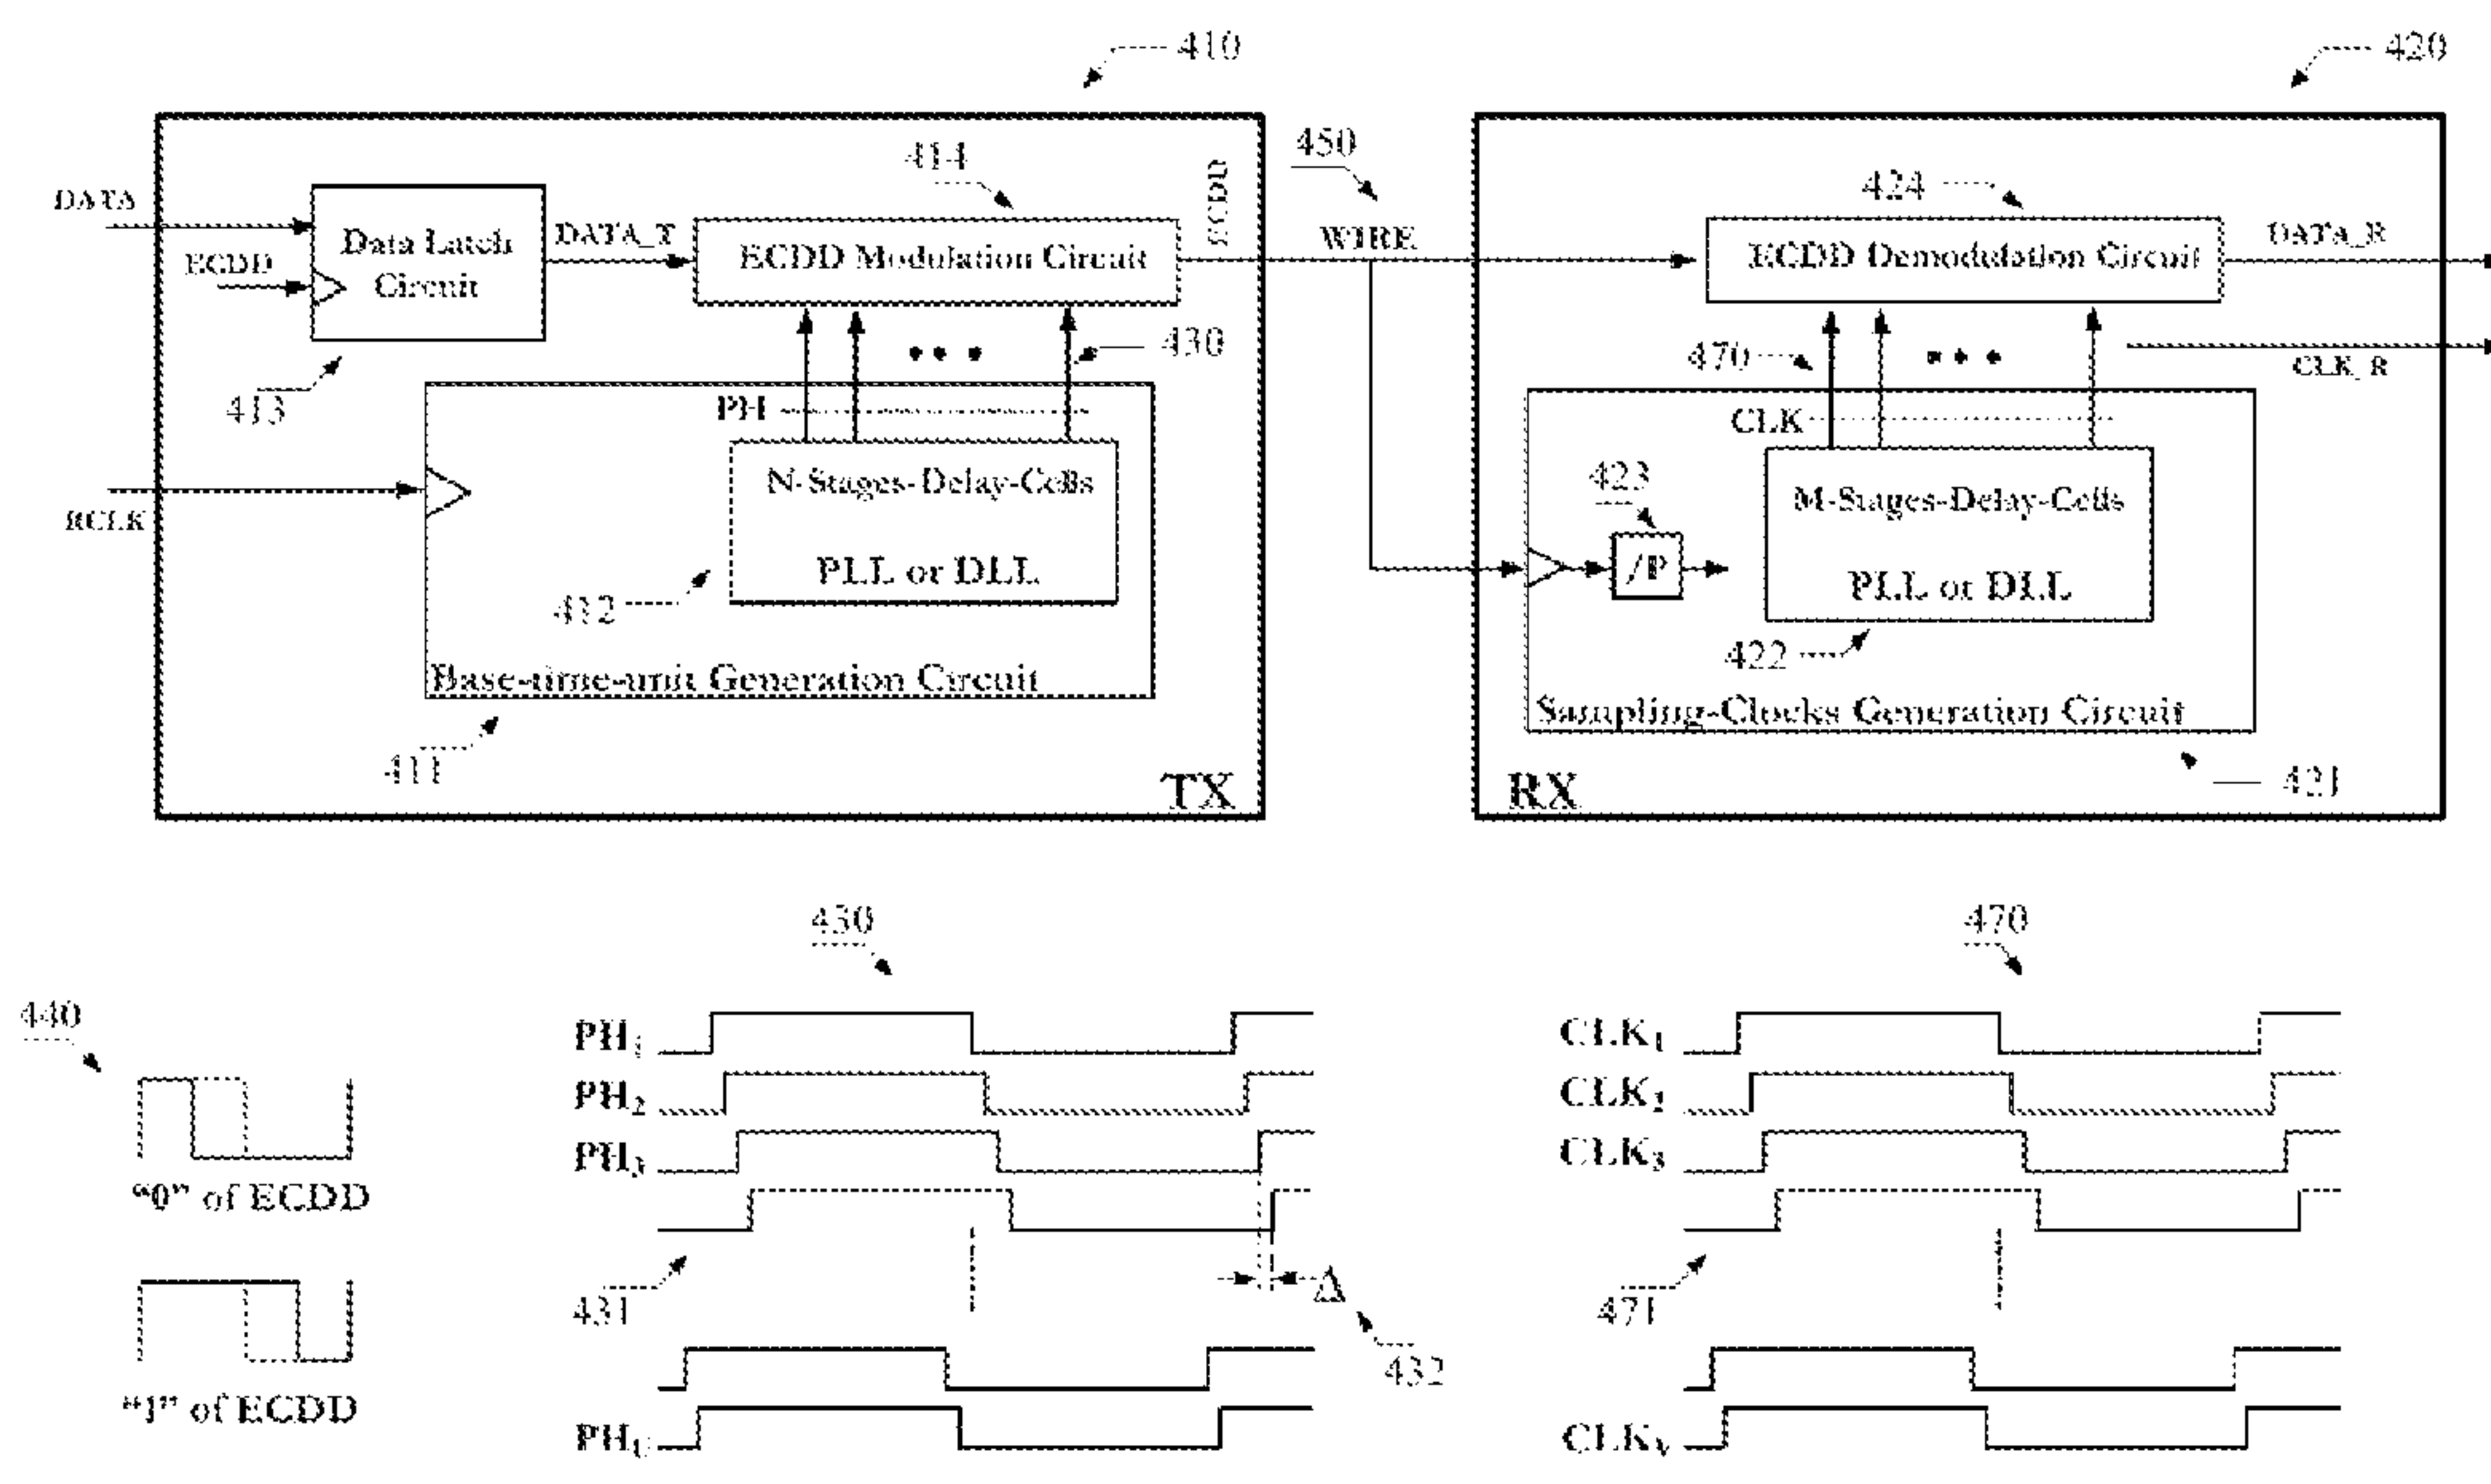 410
420
414
450
424
DATA
ECDD
Data Latch
Circuit
DATA_T
ECDD Modulation Circuit
ECDD
WIRE
ECDD Demodulation Circuit
DATA_R
413
430
470
CLK_R
PH
CLK
RCLK
N-Stages-Delay-Cells
PLL or DLL
412
423
/P
M-Stages-Delay-Cells
PLL or DLL
422
Base-time-unit Generation Circuit
Sampling-Clocks Generation Circuit
411
TX
RX
421
430
470
440
PH1
PH2
PH3
CLK1
CLK2
CLK3
"0" of ECDD
431
Δ
432
471
"1" of ECDD
PHU
CLKV